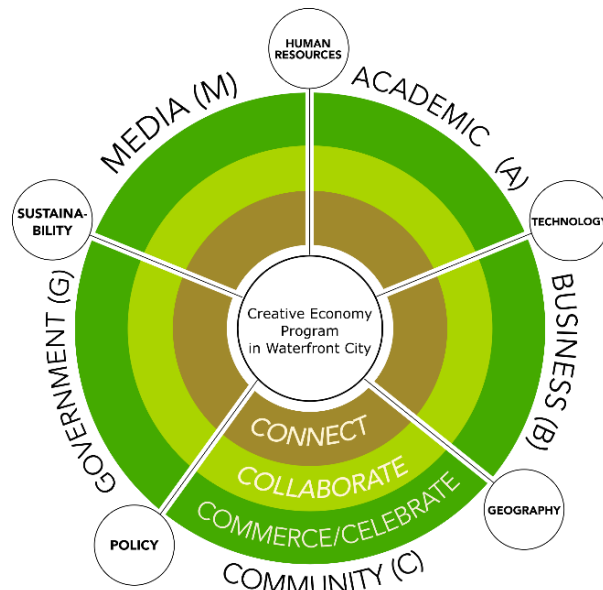 HUMAN
RESOURCES
MEDIA (M)
ACADEMIC (A)
SUSTAINA-
BILITY
TECHNOLOGY
GOVERNMENT (G)
BUSINESS (B)
Creative Economy
Program
in Waterfront City
CONNECT
COLLABORATE
COMMERCE/CELEBRATE
POLICY
GEOGRAPHY
COMMUNITY (C)